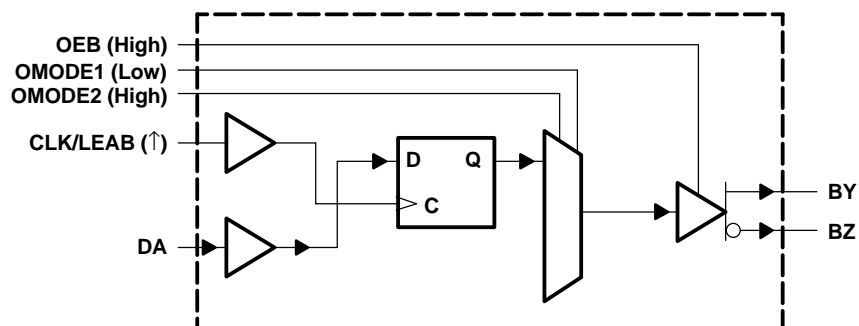 OEB (High)
OMODE1 (Low)
OMODE2 (High)
CLK/LEAB (↑)
D Q
C
BY
DA
BZ